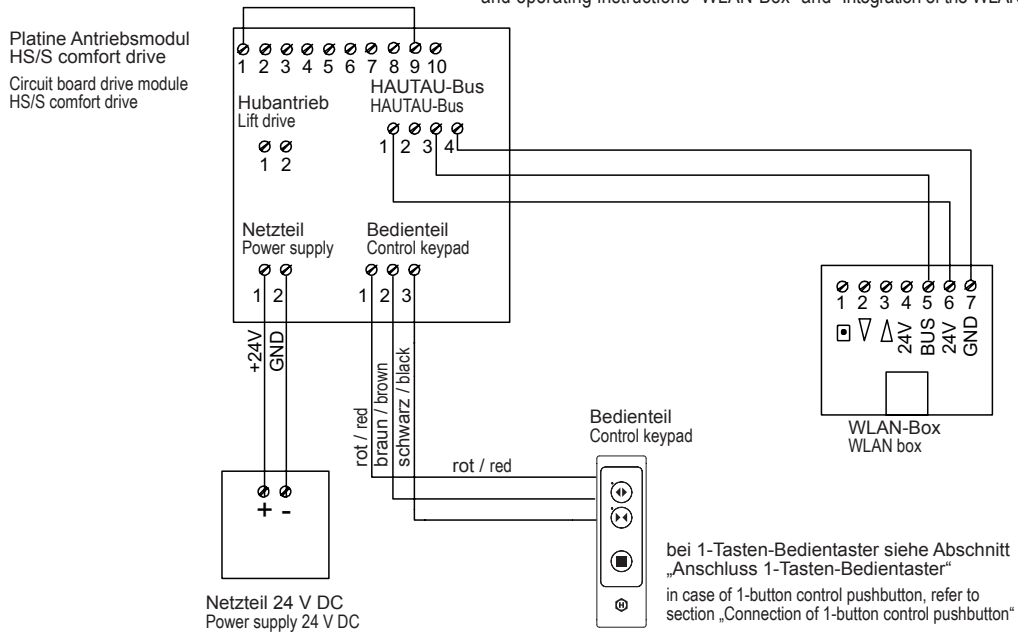 and operating instructions "WLAN-Box" and "Integration of the WLAN
Platine Antriebsmodul
HS/S comfort drive
Circuit board drive module
HS/S comfort drive
1 2 3 4 5 6 7 8 9 10
HAUTAU-Bus
HAUTAU-Bus
Hubantrieb
Lift drive
1 2 3 4
1 2
Netzteil
Power supply
Bedienteil
Control keypad
1 2
1 2 3
+24V
GND
rot / red
braun / brown
schwarz / black
rot / red
1 2 3 4 5 6 7
24V
BUS
24V
GND
WLAN-Box
WLAN box
Bedienteil
Control keypad
+ -
H
Netzteil 24 V DC
Power supply 24 V DC
bei 1-Tasten-Bedientaster siehe Abschnitt
„Anschluss 1-Tasten-Bedientaster“
in case of 1-button control pushbutton, refer to
section „Connection of 1-button control pushbutton“